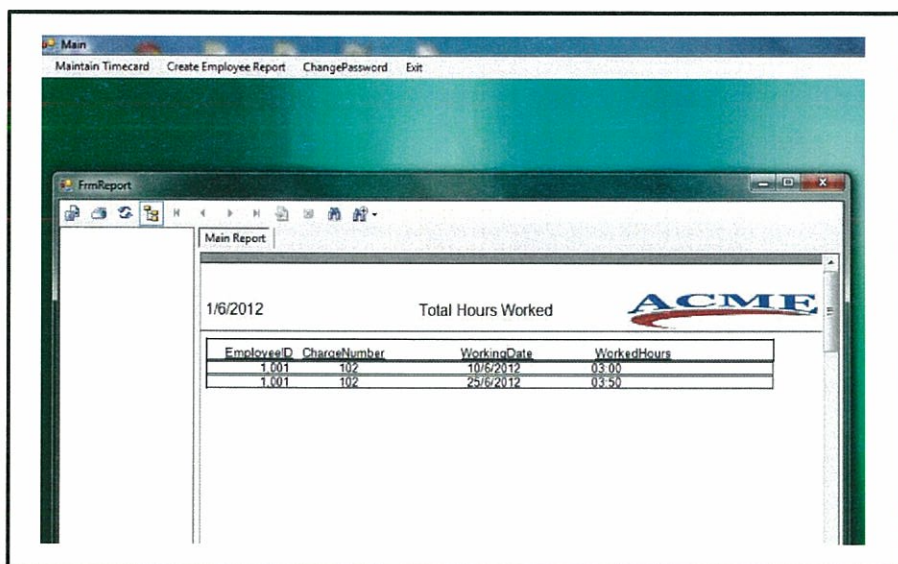 Main
Maintain Timecard Create Employee Report ChangePassword Exit
FrmReport
Main Report
1/6/2012 Total Hours Worked ACME
EmployeeID ChargeNumber WorkingDate WorkedHours
1,001 102 10/6/2012 03:00
1,001 102 25/6/2012 03:50